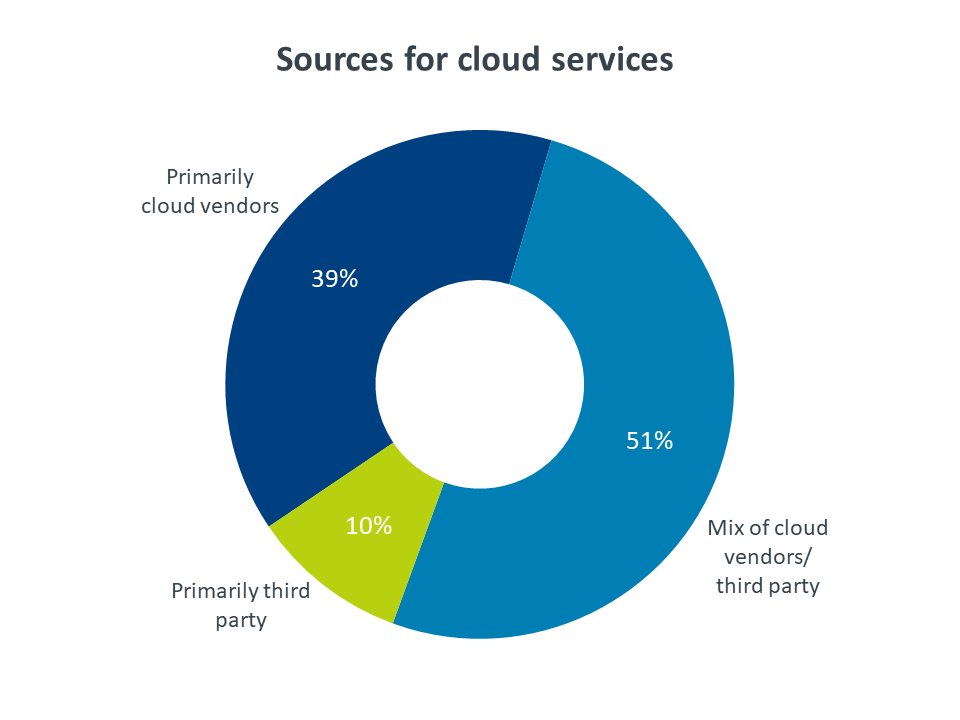 Sources for cloud services
Primarily
cloud vendors
39%
51%
10%
Mix of cloud
vendors/
third party
Primarily third
party